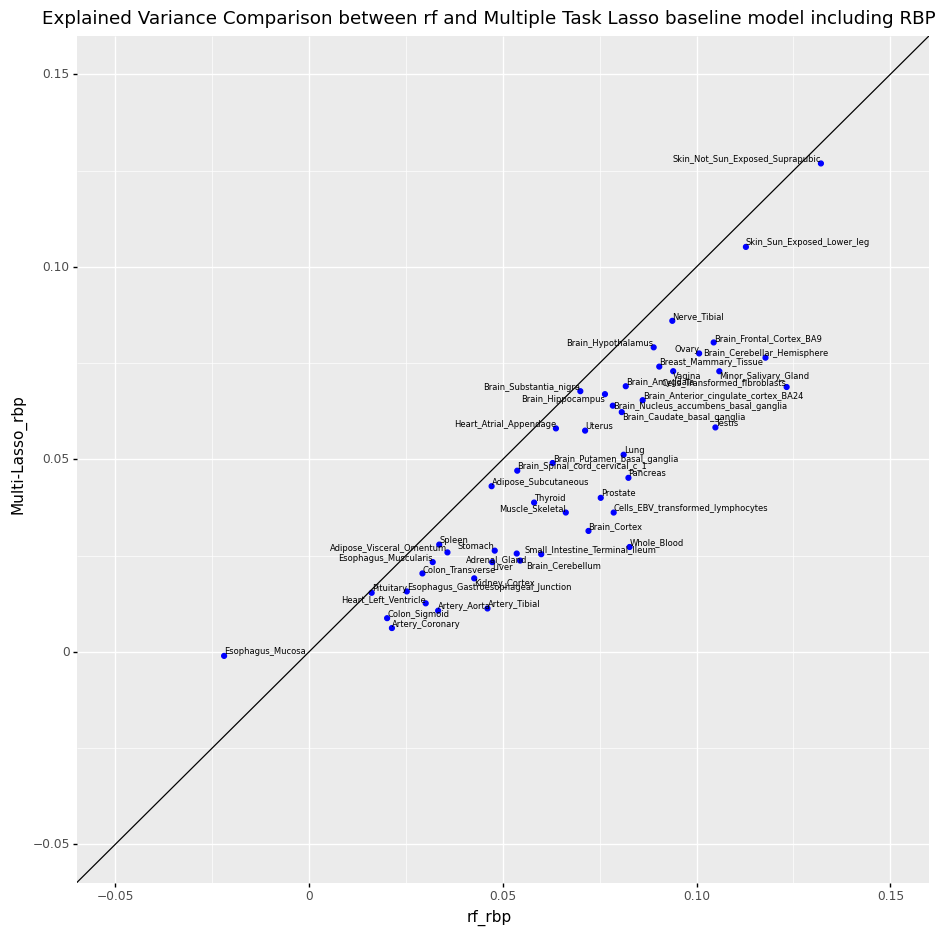 Explained Variance Comparison between rf and Multiple Task Lasso baseline model including RBP
0.15
Skin_Not_Sun_Exposed_Suprapubic
Skin_Sun_Exposed_Lower_leg
0.10
Nerve_Tibial
Brain_Hypothalamus
Brain_Frontal_Cortex_BA9
Ovary
Brain_Cerebellar_Hemisphere
Breast_Mammary_Tissue
Vagina
Minor_Salivary_Gland
Cells_Transformed_fibroblasts
Brain_Amygdala
Brain_Substantia_nigra
Brain_Hippocampus
Brain_Anterior_cingulate_cortex_BA24
Brain_Nucleus_accumbens_basal_ganglia
Brain_Caudate_basal_ganglia
Testis
Heart_Atrial_Appendage
Uterus
Lung
0.05
Brain_Putamen_basal_ganglia
Brain_Spinal_cord_cervical_c_1
Pancreas
Adipose_Subcutaneous
Prostate
Thyroid
Muscle_Skeletal
Cells_EBV_transformed_lymphocytes
Brain_Cortex
Whole_Blood
Spleen
Stomach
Adipose_Visceral_Omentum
Small_Intestine_Terminal_Ileum
Esophagus_Muscularis
Adrenal_Gland
Liver
Brain_Cerebellum
Colon_Transverse
Kidney_Cortex
Pituitary
Esophagus_Gastroesophageal_Junction
Heart_Left_Ventricle
Artery_Aorta
Artery_Tibial
Colon_Sigmoid
Artery_Coronary
Esophagus_Mucosa
0
−0.05
−0.05
0
0.05
0.10
0.15
rf_rbp
Multi-Lasso_rbp